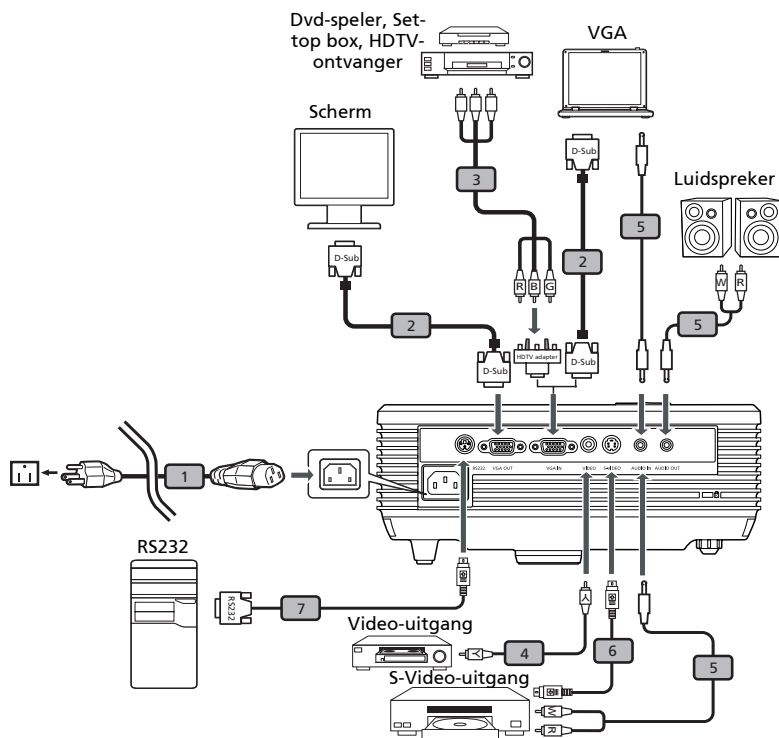 Dvd-speler, Set-
top box, HDTV-
ontvanger
VGA
Scherm
D-Sub
3
Luidspreker
5
D-Sub
2
R B G
W R
2
5
HDTV adapter
D-Sub
D-Sub
RS232 VGA OUT VGA IN VIDEO S-VIDEO AUDIO IN AUDIO OUT
1
RS232
RS232
7
Video-uitgang
Y
Y
4
6
5
S-Video-uitgang
W
R